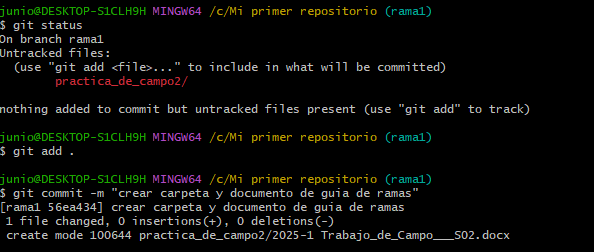 junio@DESKTOP-S1CLH9H MINGW64 /c/Mi primer repositorio (rama1)
$ git status
On branch rama1
Untracked files:
  (use "git add <file>..." to include in what will be committed)
        practica_de_campo2/

nothing added to commit but untracked files present (use "git add" to track)

junio@DESKTOP-S1CLH9H MINGW64 /c/Mi primer repositorio (rama1)
$ git add .

junio@DESKTOP-S1CLH9H MINGW64 /c/Mi primer repositorio (rama1)
$ git commit -m "crear carpeta y documento de guia de ramas"
[rama1 56ea434] crear carpeta y documento de guia de ramas
 1 file changed, 0 insertions(+), 0 deletions(-)
 create mode 100644 practica_de_campo2/2025-1 Trabajo_de_Campo___S02.docx